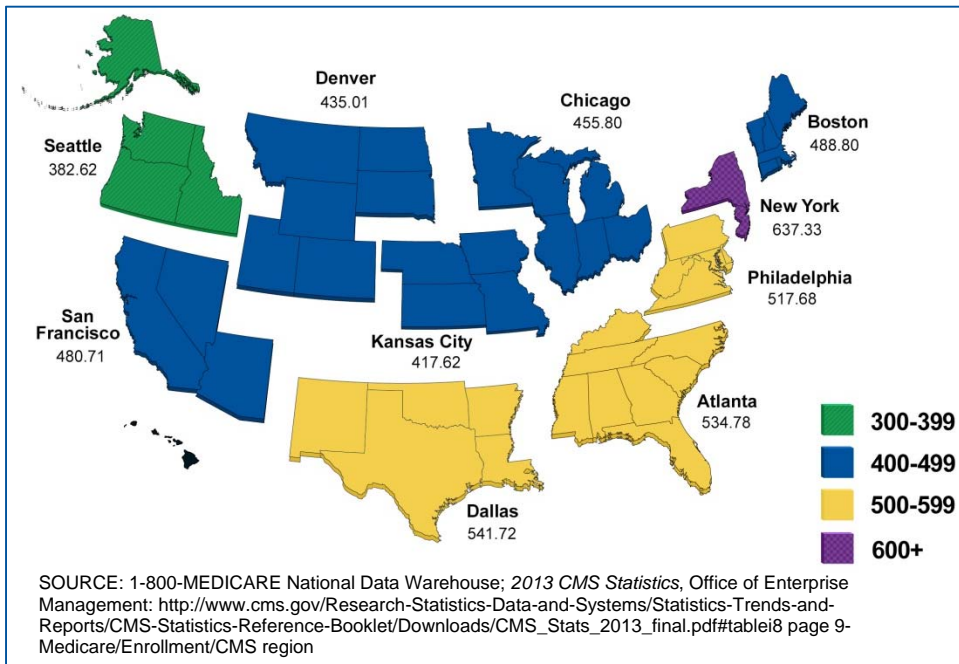 Denver
435.01
Chicago
455.80
Boston
488.80
Seattle
382.62
New York
637.33
Philadelphia
517.68
San
Francisco
480.71
Kansas City
417.62
Atlanta
534.78
Dallas
541.72
300-399
400-499
500-599
600+
SOURCE: 1-800-MEDICARE National Data Warehouse; 2013 CMS Statistics, Office of Enterprise
Management: http://www.cms.gov/Research-Statistics-Data-and-Systems/Statistics-Trends-and-
Reports/CMS-Statistics-Reference-Booklet/Downloads/CMS_Stats_2013_final.pdf#tablei8 page 9-
Medicare/Enrollment/CMS region